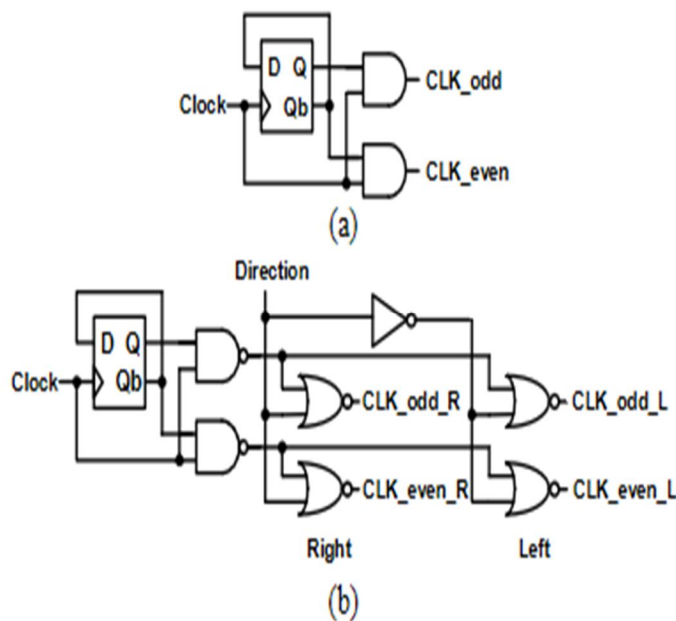 D Q
CLK_odd
Clock
Qb
CLK_even
(a)
Direction
D Q
Clock
Qb
CLK_odd_R
CLK_odd_L
CLK_even_R
CLK_even_L
Right
Left
(b)